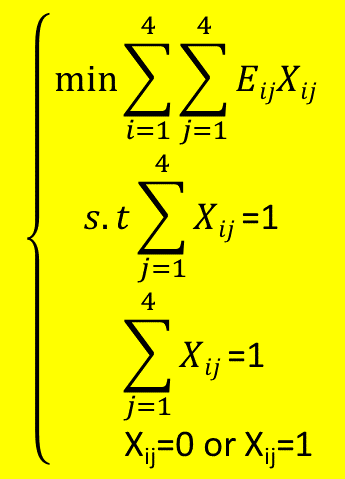 min ∑_{i=1}^{4} ∑_{j=1}^{4} E_{ij}X_{ij}
s.t ∑_{j=1}^{4} X_{ij} =1
∑_{j=1}^{4} X_{ij} =1
X_{ij}=0 or X_{ij}=1